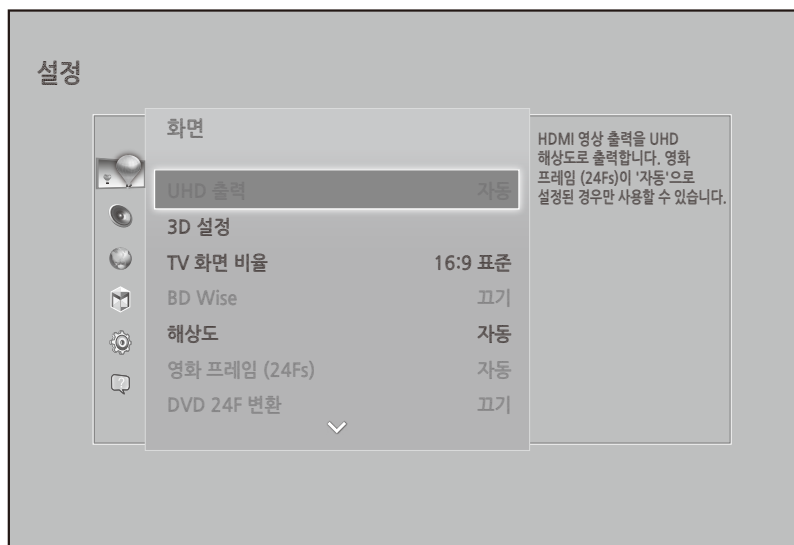 설정
화면
UHD 출력 자동
3D 설정
TV 화면 비율 16:9 표준
BD Wise 끄기
해상도 자동
영화 프레임 (24Fs) 자동
DVD 24F 변환 끄기
HDMI 영상 출력을 UHD
해상도로 출력합니다. 영화
프레임 (24Fs)이 '자동'으로
설정된 경우만 사용할 수 있습니다.